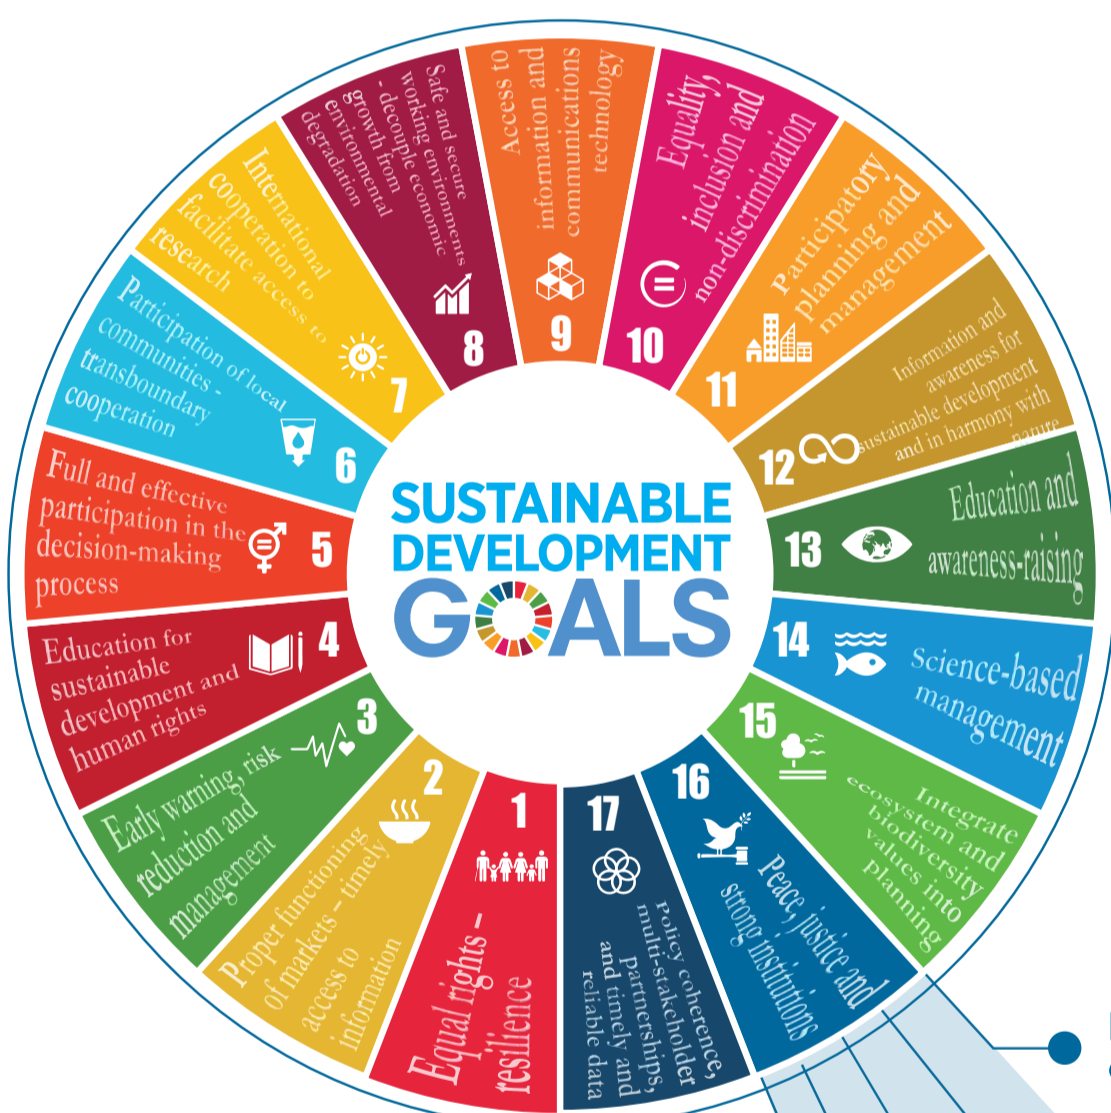 SUSTAINABLE
DEVELOPMENT
GOALS
1
Equal rights –
resilience
2
Proper functioning
of markets – timely
access to
information
3
Early warning, risk
reduction and
management
4
Education for
sustainable
development and
human rights
5
Full and effective
participation in the
decision-making
process
6
Participation of local
communities -
transboundary
cooperation
7
International
cooperation to
facilitate access to
research
8
Safe and secure
working environments
- decouple economic
growth from
environmental
degradation
9
Access to
information and
communications
technology
10
Equality,
inclusion and
non-discrimination
11
Participatory
planning and
management
12
Information and
awareness for
sustainable development
and in harmony with
nature
13
Education and
awareness-raising
14
Science-based
management
15
Integrate
ecosystem and
biodiversity
values into
planning
16
Peace, justice and
strong institutions
17
Policy coherence,
multi-stakeholder
partnerships,
and timely and
reliable data